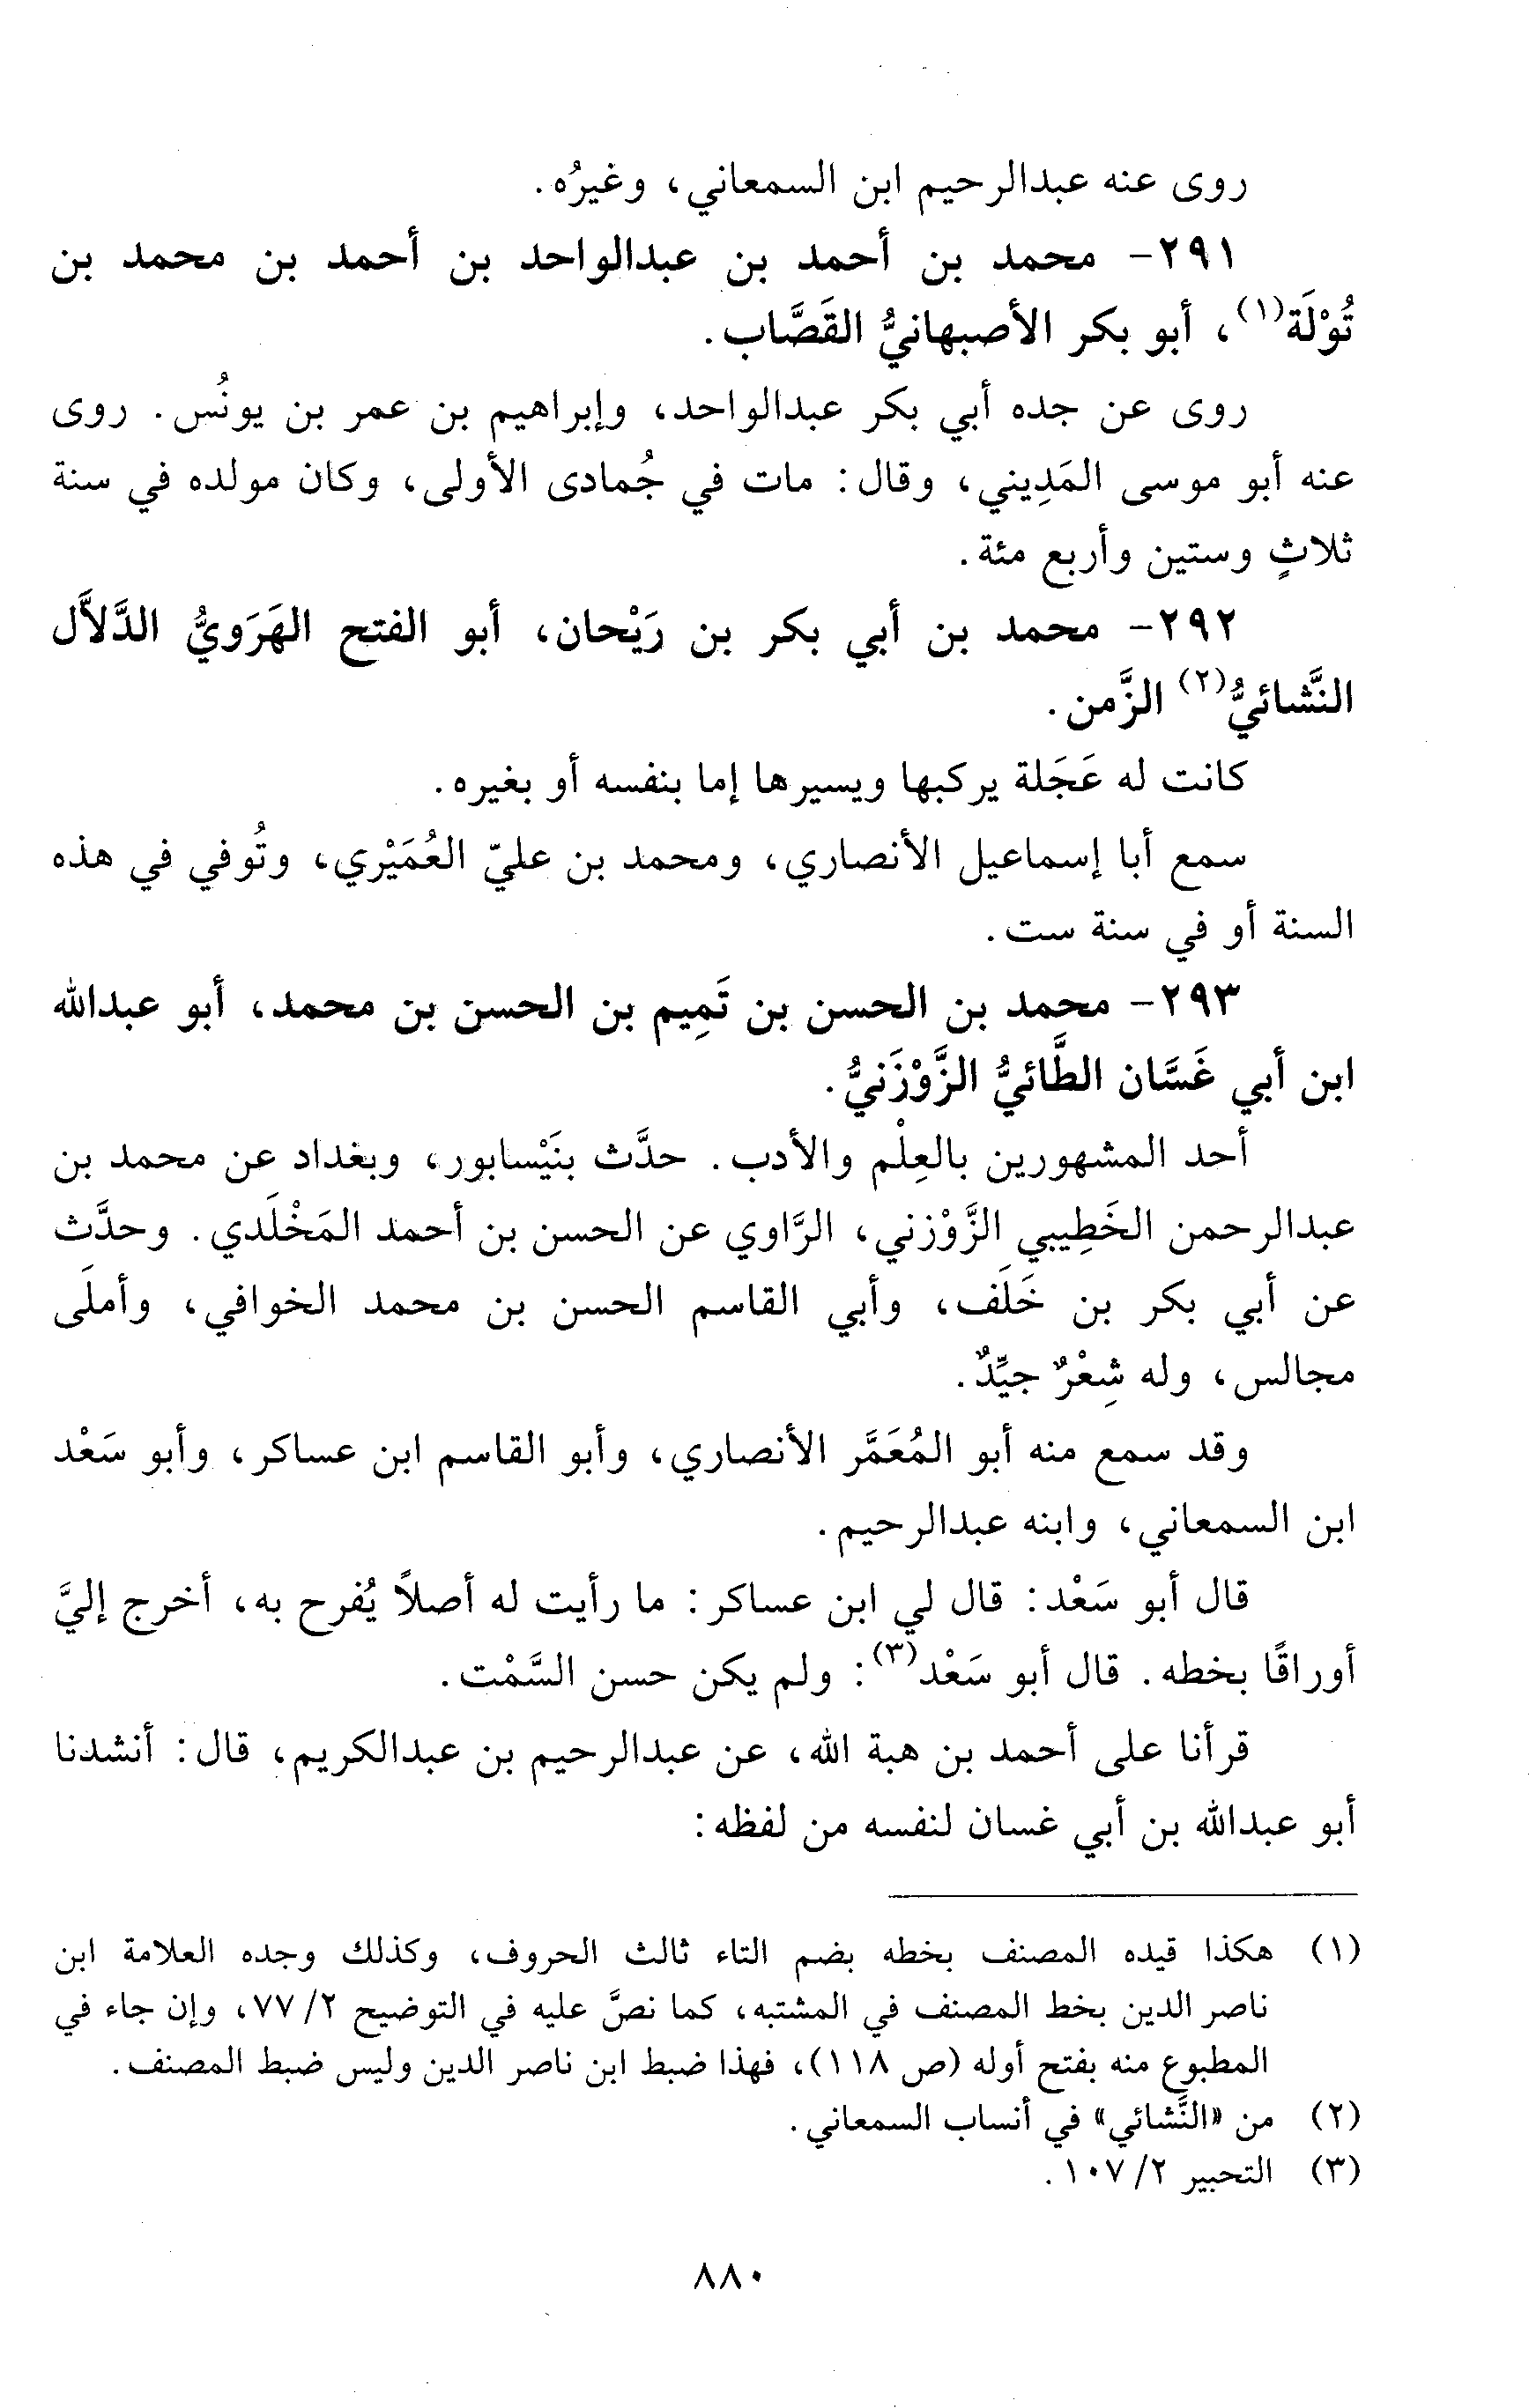 روى عنه عبدالرحيم ابن السمعاني، وغيرُه.
٢٩١- محمد بن أحمد بن عبدالواحد بن أحمد بن محمد بن
تُوْلَة(١)، أبو بكر الأصبهانيُّ القَصَّاب.
روى عن جده أبي بكر عبدالواحد، وإبراهيم بن عمر بن يونُس. روى
عنه أبو موسى المَدِيني، وقال: مات في جُمادى الأولى، وكان مولده في سنة
ثلاثٍ وستين وأربع مئة.
٢٩٢- محمد بن أبي بكر بن رَيْحان، أبو الفتح الهَرَويُّ الدَّلاَّل
النَّشائيُّ(٢) الزَّمن.
كانت له عَجَلة يركبها ويسيرها إما بنفسه أو بغيره.
سمع أبا إسماعيل الأنصاري، ومحمد بن عليّ العُمَيْري، وتُوفي في هذه
السنة أو في سنة ست.
٢٩٣- محمد بن الحسن بن تَمِيم بن الحسن بن محمد، أبو عبدالله
ابن أبي غَسَّان الطَّائيُّ الزَّوْزَنيُّ.
أحد المشهورين بالعِلْم والأدب. حدَّث بنَيْسابور، وبغداد عن محمد بن
عبدالرحمن الخَطِيبي الزَّوْزني، الرَّاوي عن الحسن بن أحمد المَخْلَدي. وحدَّث
عن أبي بكر بن خَلَف، وأبي القاسم الحسن بن محمد الخوافي، وأملَى
مجالس، وله شِعْرٌ جيِّدٌ.
وقد سمع منه أبو المُعَمَّر الأنصاري، وأبو القاسم ابن عساكر، وأبو سَعْد
ابن السمعاني، وابنه عبدالرحيم.
قال أبو سَعْد: قال لي ابن عساكر: ما رأيت له أصلاً يُفرح به، أخرج إليَّ
أوراقًا بخطه. قال أبو سَعْد(٣): ولم يكن حسن السَّمْت.
قرأنا على أحمد بن هبة الله، عن عبدالرحيم بن عبدالكريم، قال: أنشدنا
أبو عبدالله بن أبي غسان لنفسه من لفظه:
(١) هكذا قيده المصنف بخطه بضم التاء ثالث الحروف، وكذلك وجده العلامة ابن
ناصر الدين بخط المصنف في المشتبه، كما نصَّ عليه في التوضيح ٢/ ٧٧، وإن جاء في
المطبوع منه بفتح أوله (ص ١١٨)، فهذا ضبط ابن ناصر الدين وليس ضبط المصنف.
(٢) من «النَّشائي» في أنساب السمعاني.
(٣) التحبير ٢/ ١٠٧.
٨٨٠